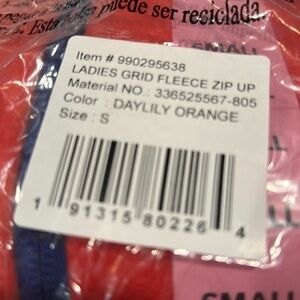 Esta bolsa puede ser reciclada.
Item # 990295638
LADIES GRID FLEECE ZIP UP
Material NO.: 336525567-805
Color : DAYLILY ORANGE
Size : S
1 91315 80226 4
SMALL